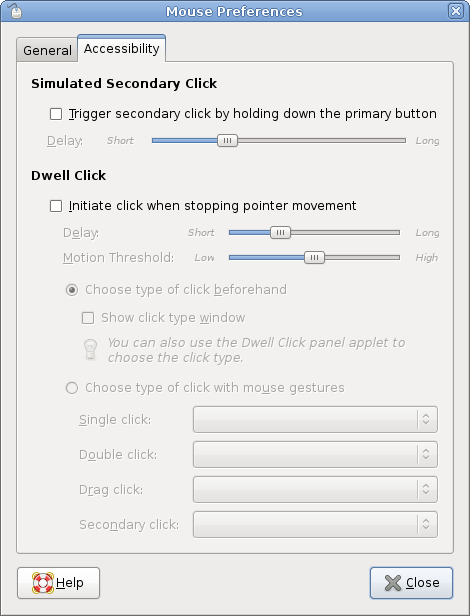 Mouse Preferences
General Accessibility
Simulated Secondary Click
Trigger secondary click by holding down the primary button
Delay: Short Long
Dwell Click
Initiate click when stopping pointer movement
Delay: Short Long
Motion Threshold: Low High
Choose type of click beforehand
Show click type window
You can also use the Dwell Click panel applet to
choose the click type.
Choose type of click with mouse gestures
Single click:
Double click:
Drag click:
Secondary click:
Help Close